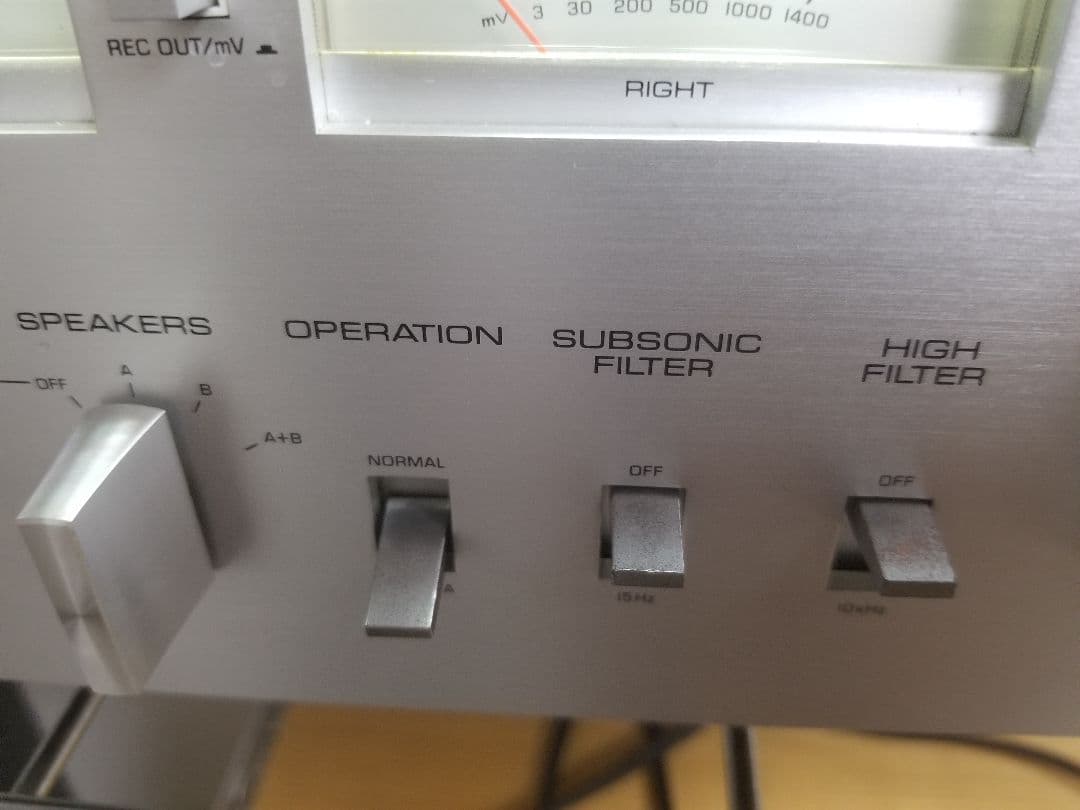 mV 3 30 200 500 1000 1400
REC OUT/mV
RIGHT
SPEAKERS
OPERATION
SUBSONIC
FILTER
HIGH
FILTER
OFF
A
B
A+B
NORMAL
OFF
OFF
A
15Hz
10kHz